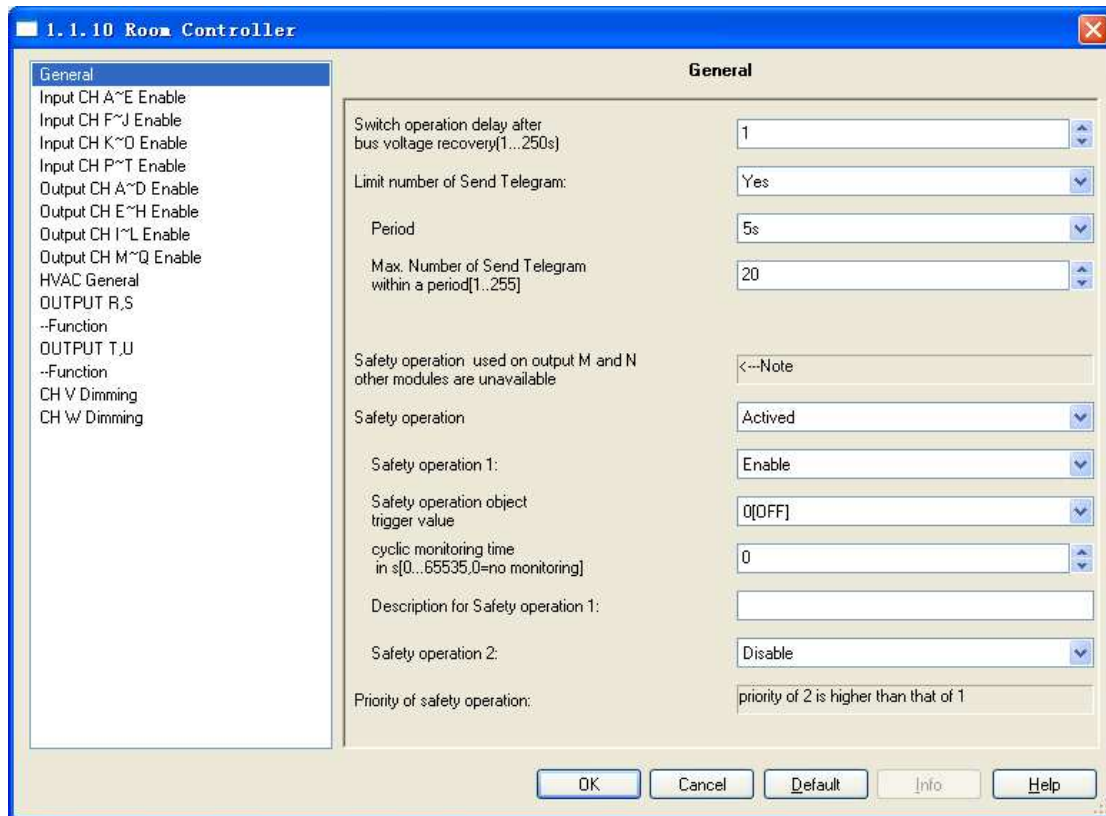 1.1.10 Room Controller
General
Input CH A~E Enable
Input CH F~J Enable
Input CH K~O Enable
Input CH P~T Enable
Output CH A~D Enable
Output CH E~H Enable
Output CH I~L Enable
Output CH M~Q Enable
HVAC General
OUTPUT R,S
--Function
OUTPUT T,U
--Function
CH V Dimming
CH W Dimming
General
Switch operation delay after
bus voltage recovery(1...250s)
1
Limit number of Send Telegram:
Yes
Period
5s
Max. Number of Send Telegram
within a period[1..255]
20
Safety operation used on output M and N
other modules are unavailable
<---Note
Safety operation
Actived
Safety operation 1:
Enable
Safety operation object
trigger value
0[OFF]
cyclic monitoring time
in s[0...65535,0=no monitoring]
0
Description for Safety operation 1:
Safety operation 2:
Disable
Priority of safety operation:
priority of 2 is higher than that of 1
OK
Cancel
Default
Info
Help